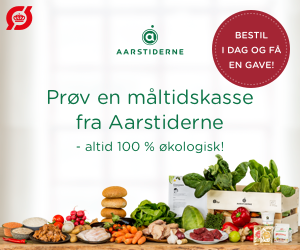 AARSTIDERNE
BESTIL
I DAG OG FÅ
EN GAVE!
Prøv en måltidskasse
fra Aarstiderne
- altid 100 % økologisk!